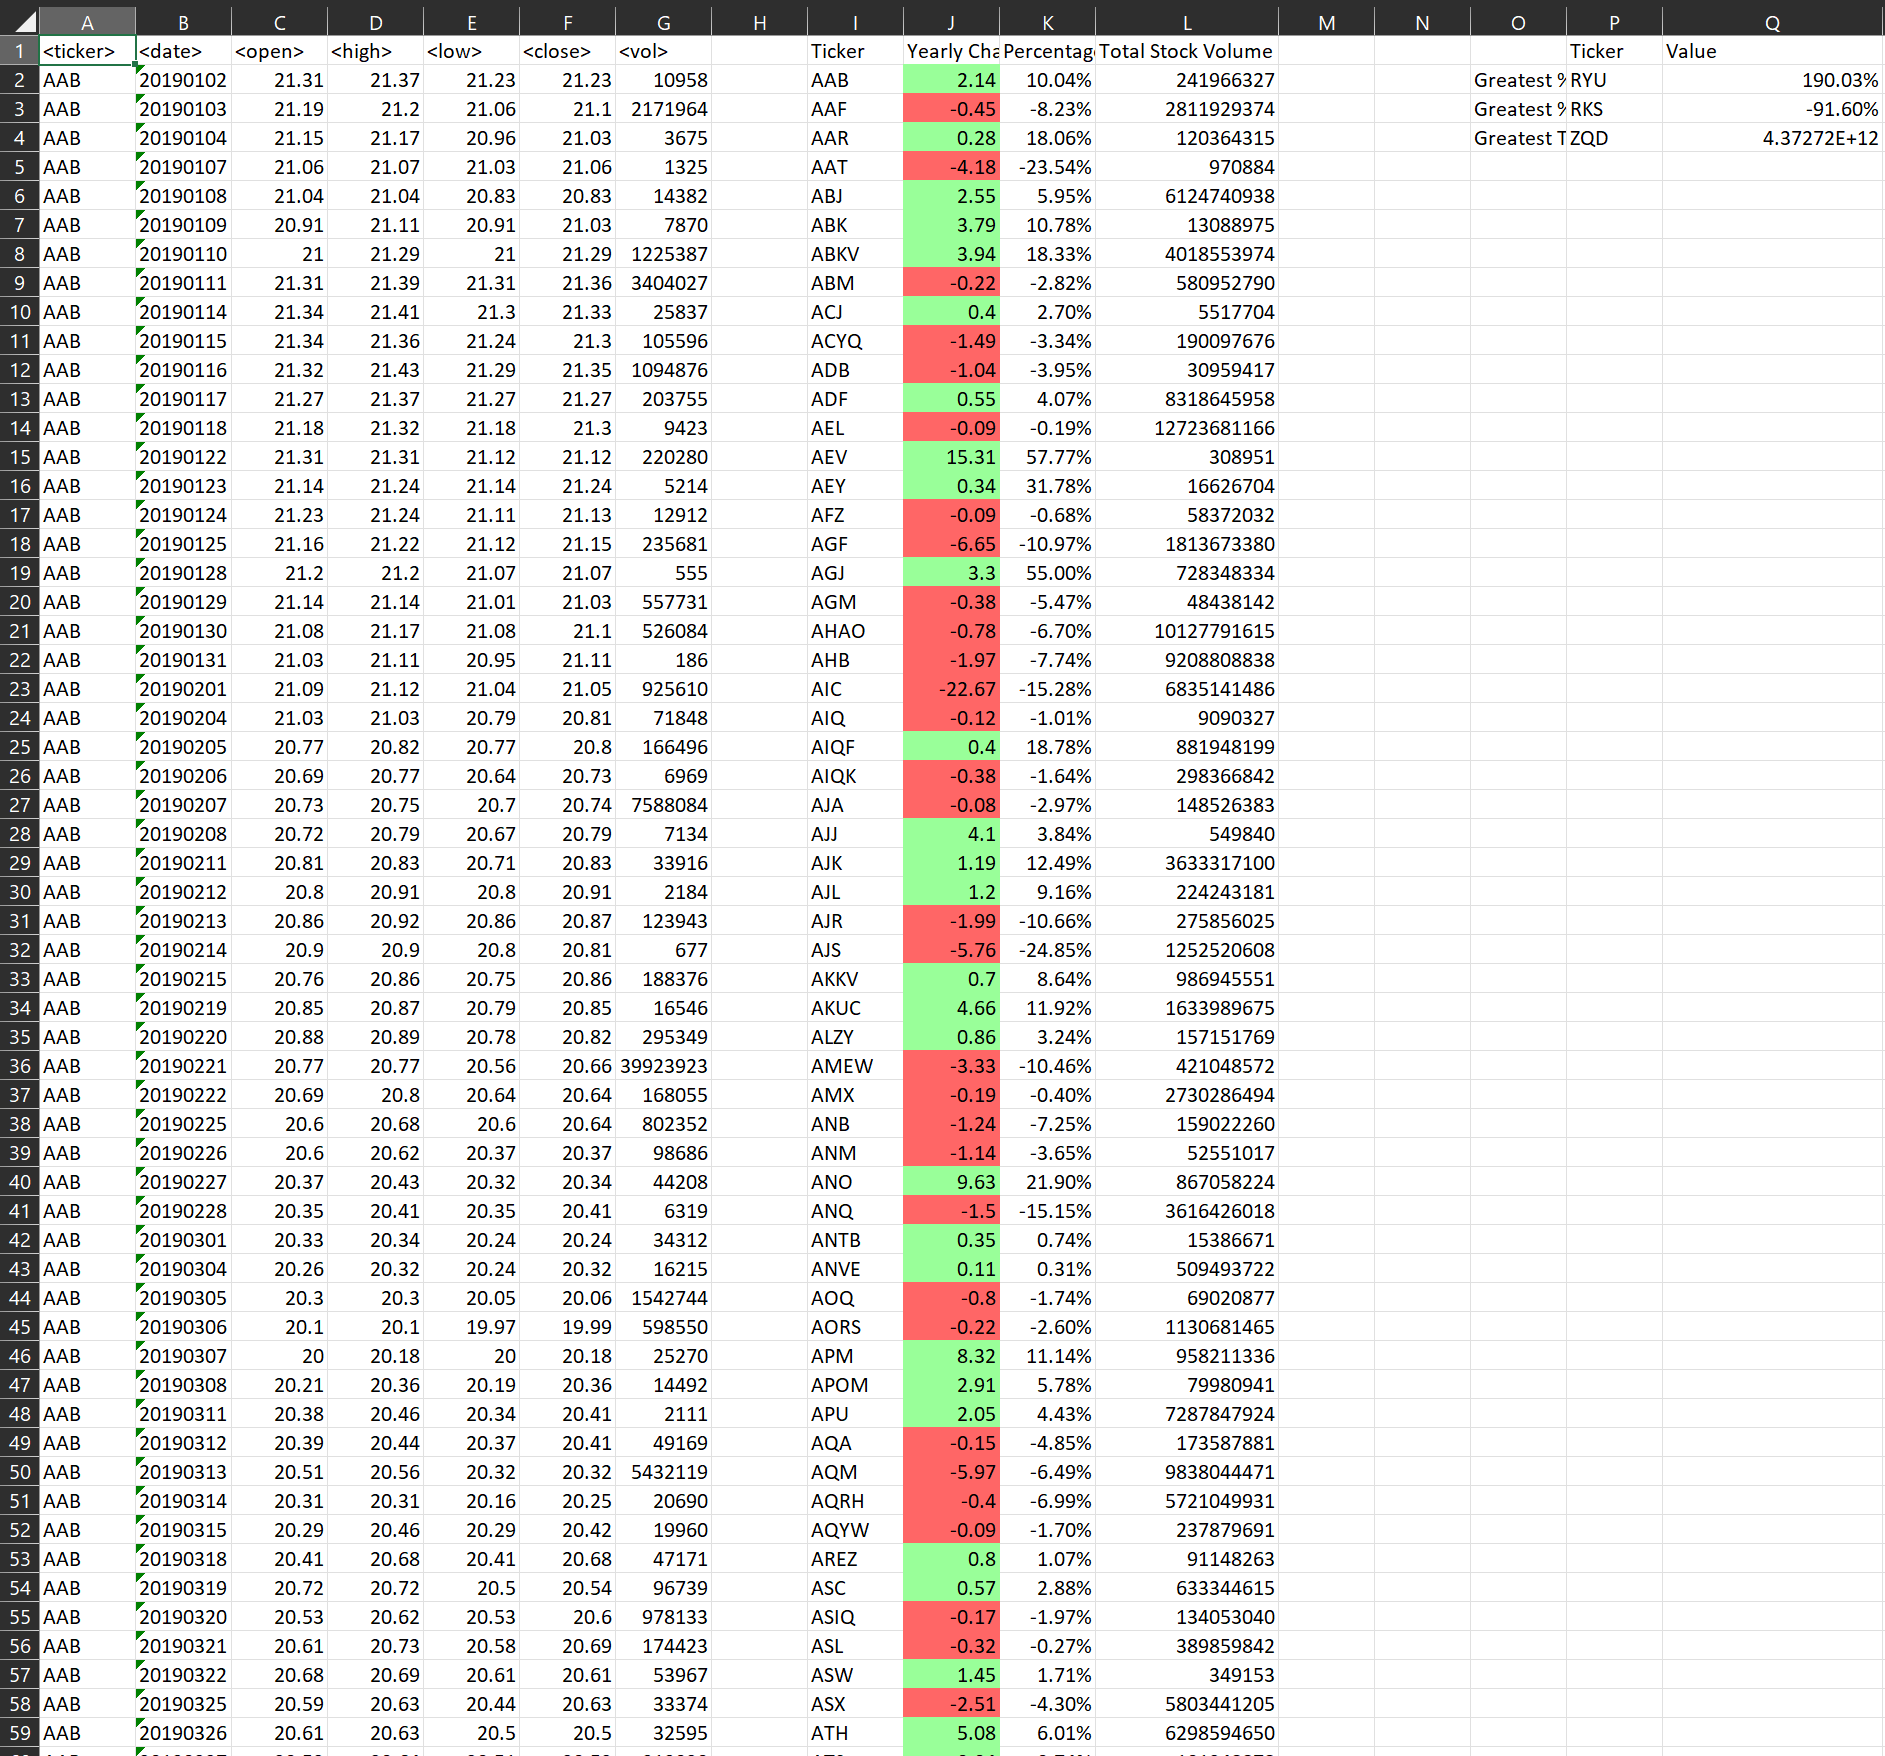 A B C D E F G H I J K L M N O P Q
1 <ticker> <date> <open> <high> <low> <close> <vol> Ticker Yearly Cha Percentag Total Stock Volume Ticker Value
2 AAB 20190102 21.31 21.37 21.23 21.23 10958 AAB 2.14 10.04% 241966327 Greatest % RYU 190.03%
3 AAB 20190103 21.19 21.2 21.06 21.1 2171964 AAF -0.45 -8.23% 2811929374 Greatest % RKS -91.60%
4 AAB 20190104 21.15 21.17 20.96 21.03 3675 AAR 0.28 18.06% 120364315 Greatest T ZQD 4.37272E+12
5 AAB 20190107 21.06 21.07 21.03 21.06 1325 AAT -4.18 -23.54% 970884
6 AAB 20190108 21.04 21.04 20.83 20.83 14382 ABJ 2.55 5.95% 6124740938
7 AAB 20190109 20.91 21.11 20.91 21.03 7870 ABK 3.79 10.78% 13088975
8 AAB 20190110 21 21.29 21 21.29 1225387 ABKV 3.94 18.33% 4018553974
9 AAB 20190111 21.31 21.39 21.31 21.36 3404027 ABM -0.22 -2.82% 580952790
10 AAB 20190114 21.34 21.41 21.3 21.33 25837 ACJ 0.4 2.70% 5517704
11 AAB 20190115 21.34 21.36 21.24 21.3 105596 ACYQ -1.49 -3.34% 190097676
12 AAB 20190116 21.32 21.43 21.29 21.35 1094876 ADB -1.04 -3.95% 30959417
13 AAB 20190117 21.27 21.37 21.27 21.27 203755 ADF 0.55 4.07% 8318645958
14 AAB 20190118 21.18 21.32 21.18 21.3 9423 AEL -0.09 -0.19% 12723681166
15 AAB 20190122 21.31 21.31 21.12 21.12 220280 AEV 15.31 57.77% 308951
16 AAB 20190123 21.14 21.24 21.14 21.24 5214 AEY 0.34 31.78% 16626704
17 AAB 20190124 21.23 21.24 21.11 21.13 12912 AFZ -0.09 -0.68% 58372032
18 AAB 20190125 21.16 21.22 21.12 21.15 235681 AGF -6.65 -10.97% 1813673380
19 AAB 20190128 21.2 21.2 21.07 21.07 555 AGJ 3.3 55.00% 728348334
20 AAB 20190129 21.14 21.14 21.01 21.03 557731 AGM -0.38 -5.47% 48438142
21 AAB 20190130 21.08 21.17 21.08 21.1 526084 AHAO -0.78 -6.70% 10127791615
22 AAB 20190131 21.03 21.11 20.95 21.11 186 AHB -1.97 -7.74% 9208808838
23 AAB 20190201 21.09 21.12 21.04 21.05 925610 AIC -22.67 -15.28% 6835141486
24 AAB 20190204 21.03 21.03 20.79 20.81 71848 AIQ -0.12 -1.01% 9090327
25 AAB 20190205 20.77 20.82 20.77 20.8 166496 AIQF 0.4 18.78% 881948199
26 AAB 20190206 20.69 20.77 20.64 20.73 6969 AIQK -0.38 -1.64% 298366842
27 AAB 20190207 20.73 20.75 20.7 20.74 7588084 AJA -0.08 -2.97% 148526383
28 AAB 20190208 20.72 20.79 20.67 20.79 7134 AJJ 4.1 3.84% 549840
29 AAB 20190211 20.81 20.83 20.71 20.83 33916 AJK 1.19 12.49% 3633317100
30 AAB 20190212 20.8 20.91 20.8 20.91 2184 AJL 1.2 9.16% 224243181
31 AAB 20190213 20.86 20.92 20.86 20.87 123943 AJR -1.99 -10.66% 275856025
32 AAB 20190214 20.9 20.9 20.8 20.81 677 AJS -5.76 -24.85% 1252520608
33 AAB 20190215 20.76 20.86 20.75 20.86 188376 AKKV 0.7 8.64% 986945551
34 AAB 20190219 20.85 20.87 20.79 20.85 16546 AKUC 4.66 11.92% 1633989675
35 AAB 20190220 20.88 20.89 20.78 20.82 295349 ALZY 0.86 3.24% 157151769
36 AAB 20190221 20.77 20.77 20.56 20.66 39923923 AMEW -3.33 -10.46% 421048572
37 AAB 20190222 20.69 20.8 20.64 20.64 168055 AMX -0.19 -0.40% 2730286494
38 AAB 20190225 20.6 20.68 20.6 20.64 802352 ANB -1.24 -7.25% 159022260
39 AAB 20190226 20.6 20.62 20.37 20.37 98686 ANM -1.14 -3.65% 52551017
40 AAB 20190227 20.37 20.43 20.32 20.34 44208 ANO 9.63 21.90% 867058224
41 AAB 20190228 20.35 20.41 20.35 20.41 6319 ANQ -1.5 -15.15% 3616426018
42 AAB 20190301 20.33 20.34 20.24 20.24 34312 ANTB 0.35 0.74% 15386671
43 AAB 20190304 20.26 20.32 20.24 20.32 16215 ANVE 0.11 0.31% 509493722
44 AAB 20190305 20.3 20.3 20.05 20.06 1542744 AOQ -0.8 -1.74% 69020877
45 AAB 20190306 20.1 20.1 19.97 19.99 598550 AORS -0.22 -2.60% 1130681465
46 AAB 20190307 20 20.18 20 20.18 25270 APM 8.32 11.14% 958211336
47 AAB 20190308 20.21 20.36 20.19 20.36 14492 APOM 2.91 5.78% 79980941
48 AAB 20190311 20.38 20.46 20.34 20.41 2111 APU 2.05 4.43% 7287847924
49 AAB 20190312 20.39 20.44 20.37 20.41 49169 AQA -0.15 -4.85% 173587881
50 AAB 20190313 20.51 20.56 20.32 20.32 5432119 AQM -5.97 -6.49% 9838044471
51 AAB 20190314 20.31 20.31 20.16 20.25 20690 AQRH -0.4 -6.99% 5721049931
52 AAB 20190315 20.29 20.46 20.29 20.42 19960 AQYW -0.09 -1.70% 237879691
53 AAB 20190318 20.41 20.68 20.41 20.68 47171 AREZ 0.8 1.07% 91148263
54 AAB 20190319 20.72 20.72 20.5 20.54 96739 ASC 0.57 2.88% 633344615
55 AAB 20190320 20.53 20.62 20.53 20.6 978133 ASIQ -0.17 -1.97% 134053040
56 AAB 20190321 20.61 20.73 20.58 20.69 174423 ASL -0.32 -0.27% 389859842
57 AAB 20190322 20.68 20.69 20.61 20.61 53967 ASW 1.45 1.71% 349153
58 AAB 20190325 20.59 20.63 20.44 20.63 33374 ASX -2.51 -4.30% 5803441205
59 AAB 20190326 20.61 20.63 20.5 20.5 32595 ATH 5.08 6.01% 6298594650